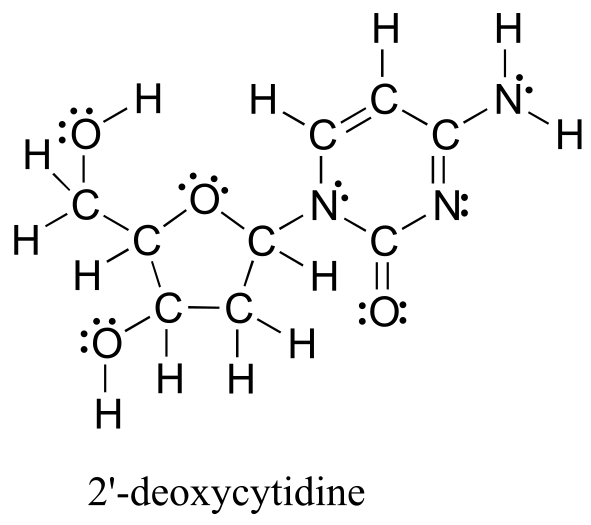 H H
H O H C N
H C C H
C O N N
H C C C
H H
O C C O
H
H H H
H
2'-deoxycytidine